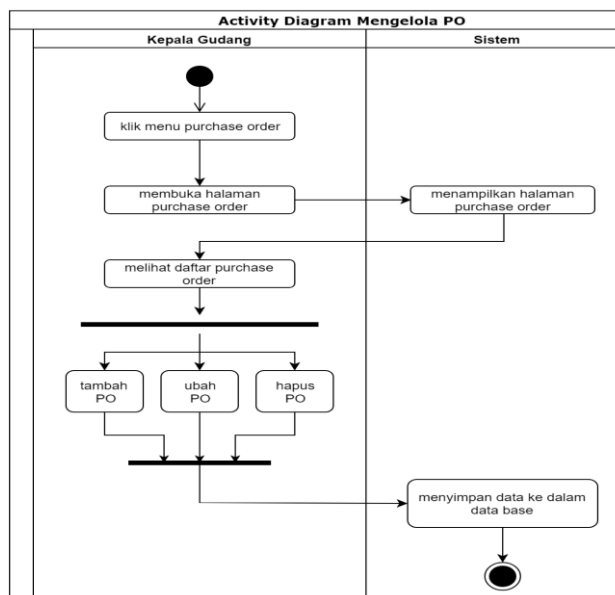 Activity Diagram Mengelola PO
Kepala Gudang
Sistem
klik menu purchase order
membuka halaman
purchase order
menampilkan halaman
purchase order
melihat daftar purchase
order
tambah
PO
ubah
PO
hapus
PO
menyimpan data ke dalam
data base